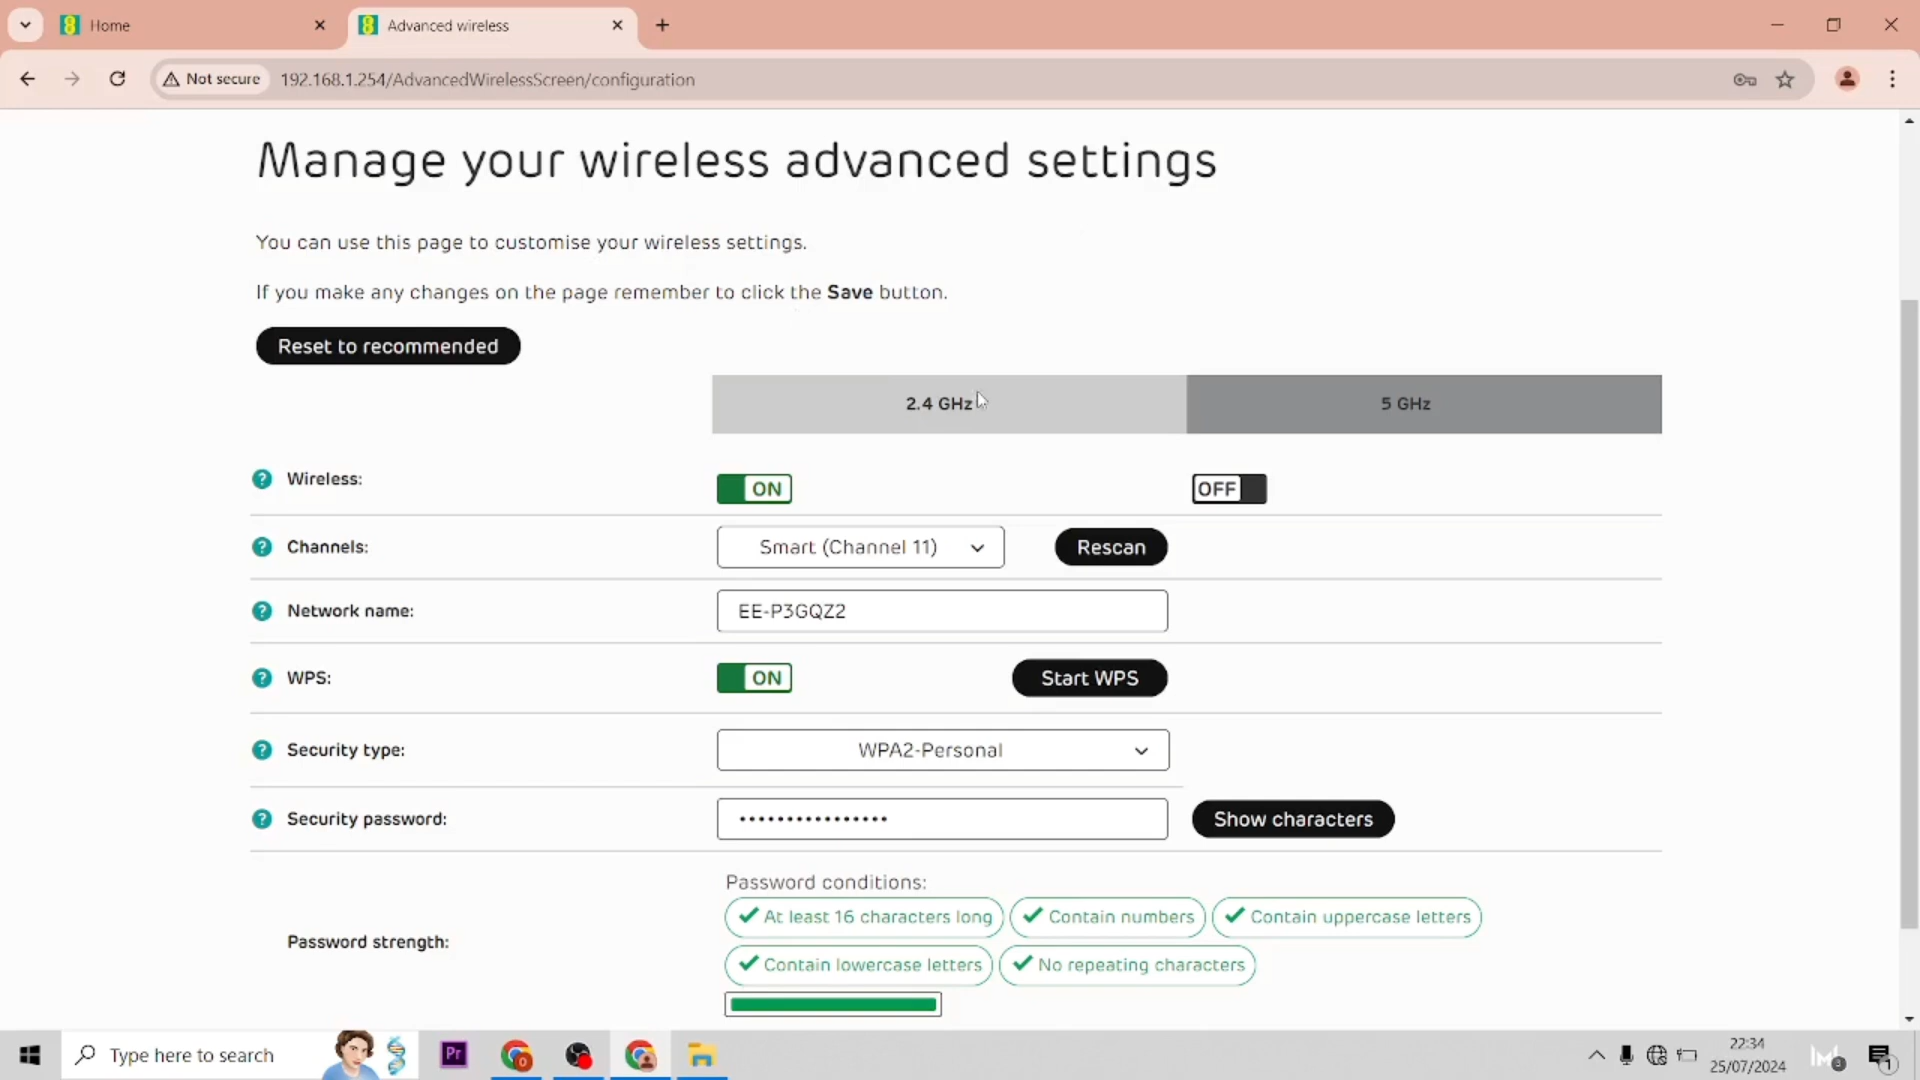 Home
Advanced wireless
Not secure
192.168.1.254/AdvancedWirelessScreen/configuration
Manage your wireless advanced settings
You can use this page to customise your wireless settings.
If you make any changes on the page remember to click the Save button.
Reset to recommended
2.4 GHz
5 GHz
Wireless:
ON
OFF
Channels:
Smart (Channel 11)
Rescan
Network name:
EE-P3GQZ2
WPS:
ON
Start WPS
Security type:
WPA2-Personal
Security password:
••••••••••••••••
Show characters
Password conditions:
At least 16 characters long
Contain numbers
Contain uppercase letters
Password strength:
Contain lowercase letters
No repeating characters
Type here to search
Pr
22:34
25/07/2024
3
1